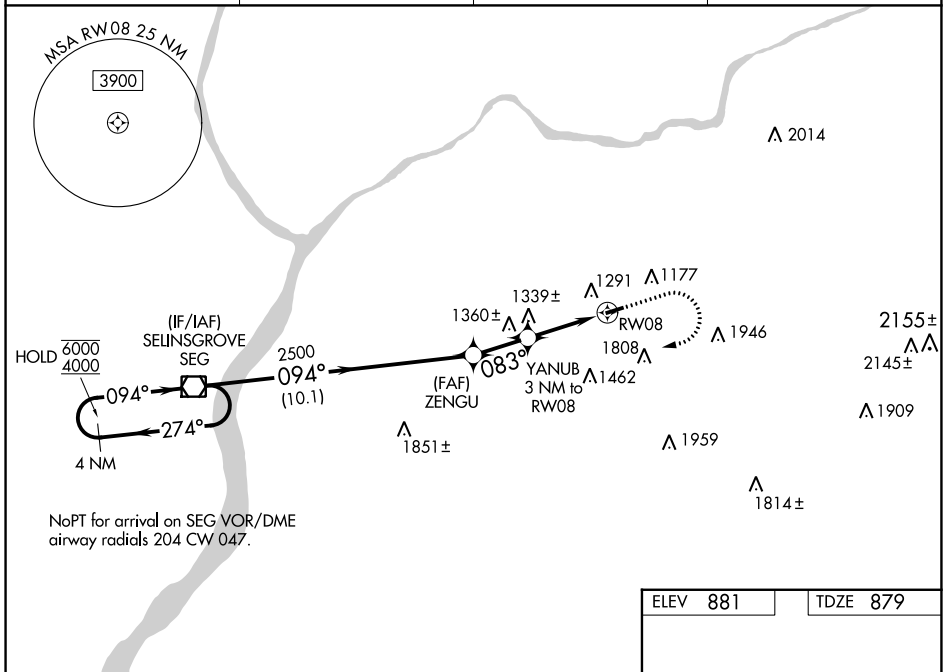 MSA RW08 25 NM
3900
2014
1291
1177
1339±
1360±
RW08
1946
2155±
2145±
1808
(IF/IAF)
SELINSGROVE
SEG
HOLD 6000
4000
2500
094°
(10.1)
083°
094°
274°
4 NM
(FAF)
ZENGU
YANUB
3 NM to
RW08
1462
1909
1851±
1959
1814±
NoPT for arrival on SEG VOR/DME
airway radials 204 CW 047.
ELEV 881
TDZE 879